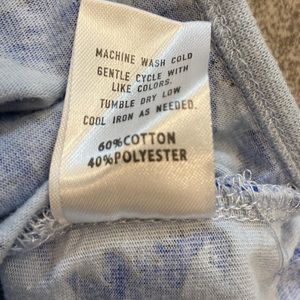 MACHINE WASH COLD
GENTLE CYCLE WITH
LIKE COLORS.
TUMBLE DRY LOW
COOL IRON AS NEEDED.
60%COTTON
40%POLYESTER